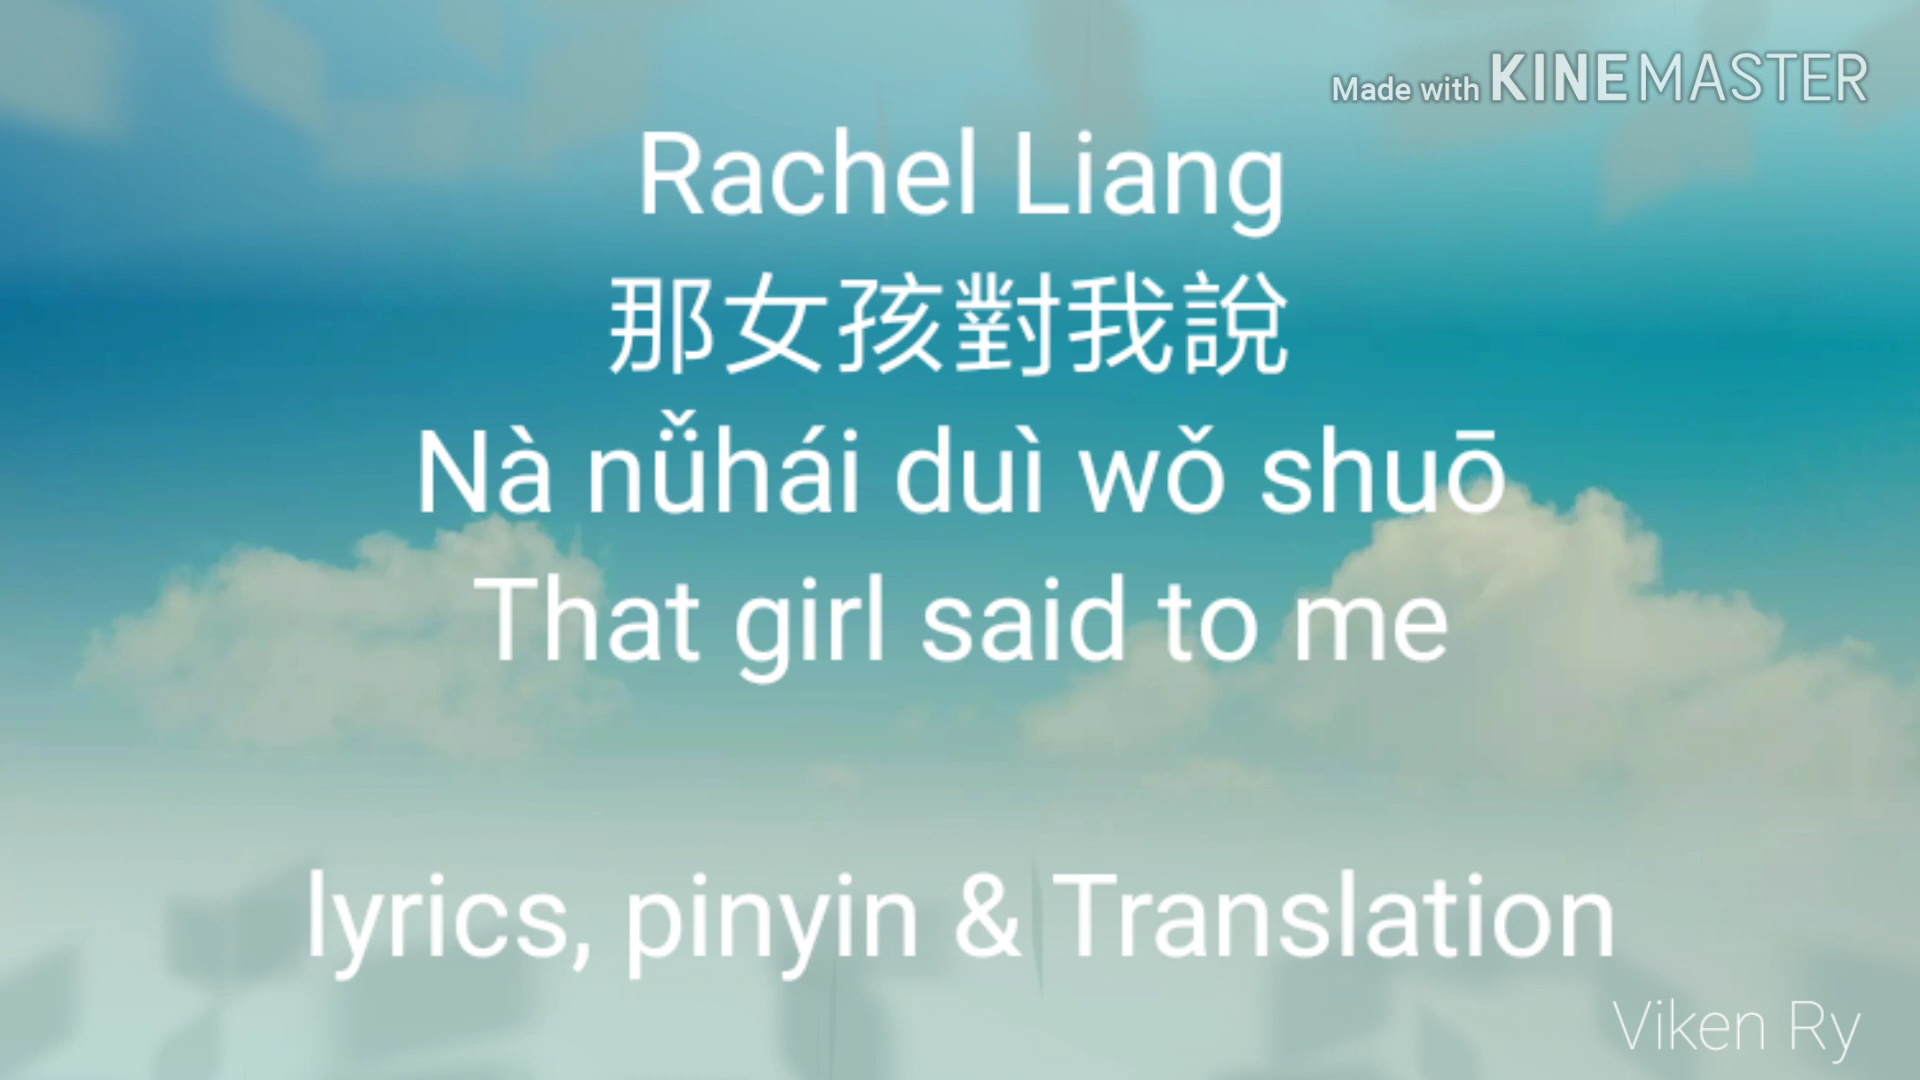 Made with KINEMASTER
Rachel Liang
那女孩對我說
Nà nǚhái duì wǒ shuō
That girl said to me
lyrics, pinyin & Translation
Viken Ry